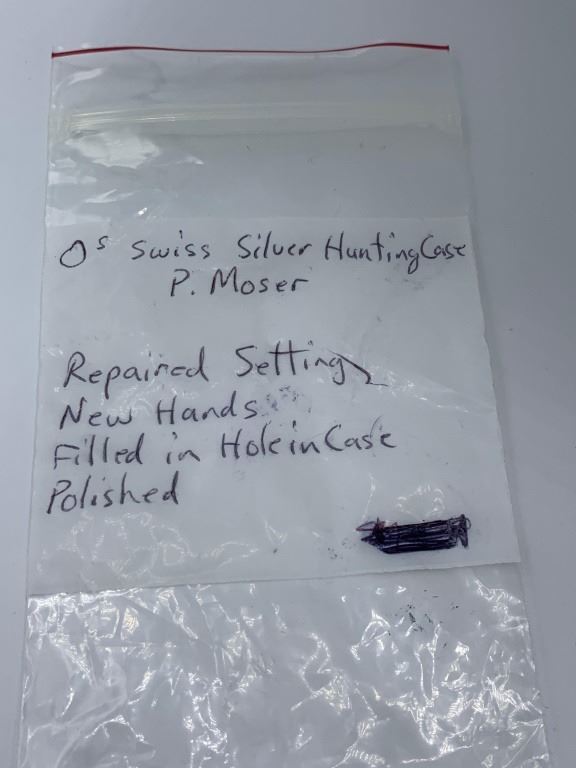 0s Swiss Silver Hunting Case
P. Moser
Repaired Setting
New Hands
Filled in Hole in Case
Polished